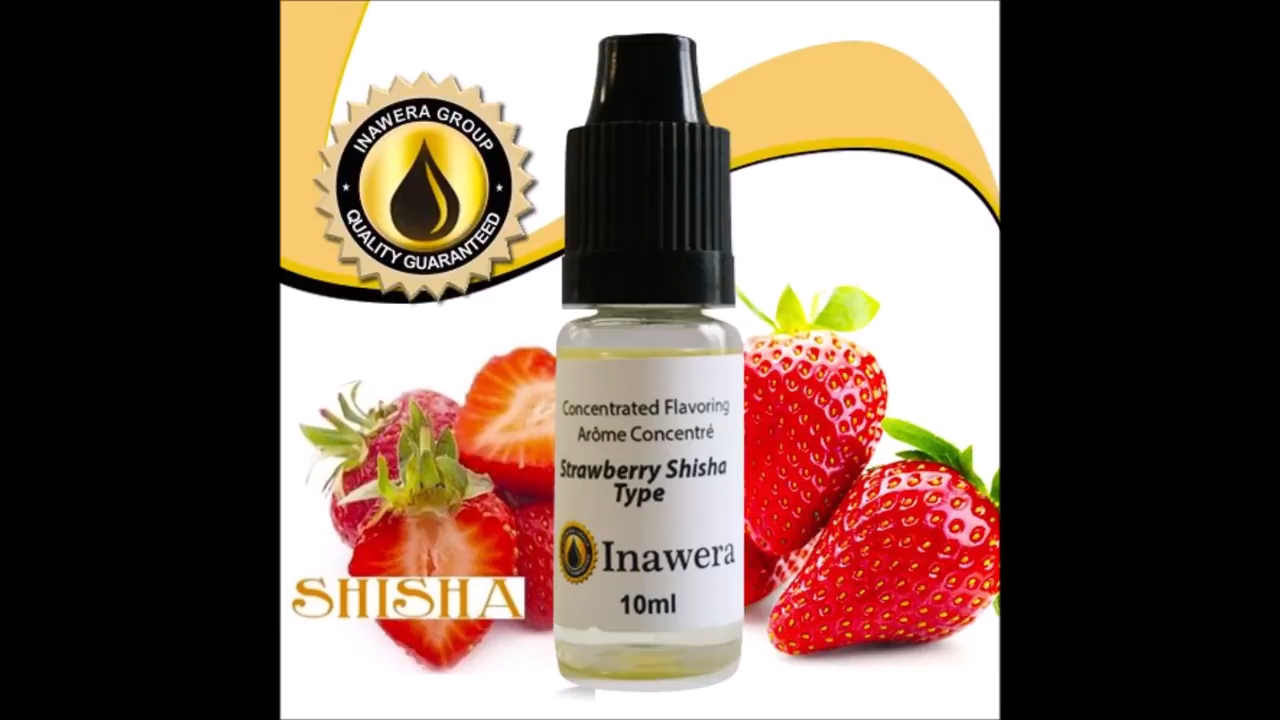 INAWERA GROUP
QUALITY GUARANTEED
Concentrated Flavoring
Arôme Concentré
Strawberry Shisha
Type
Inawera
10ml
SHISHA